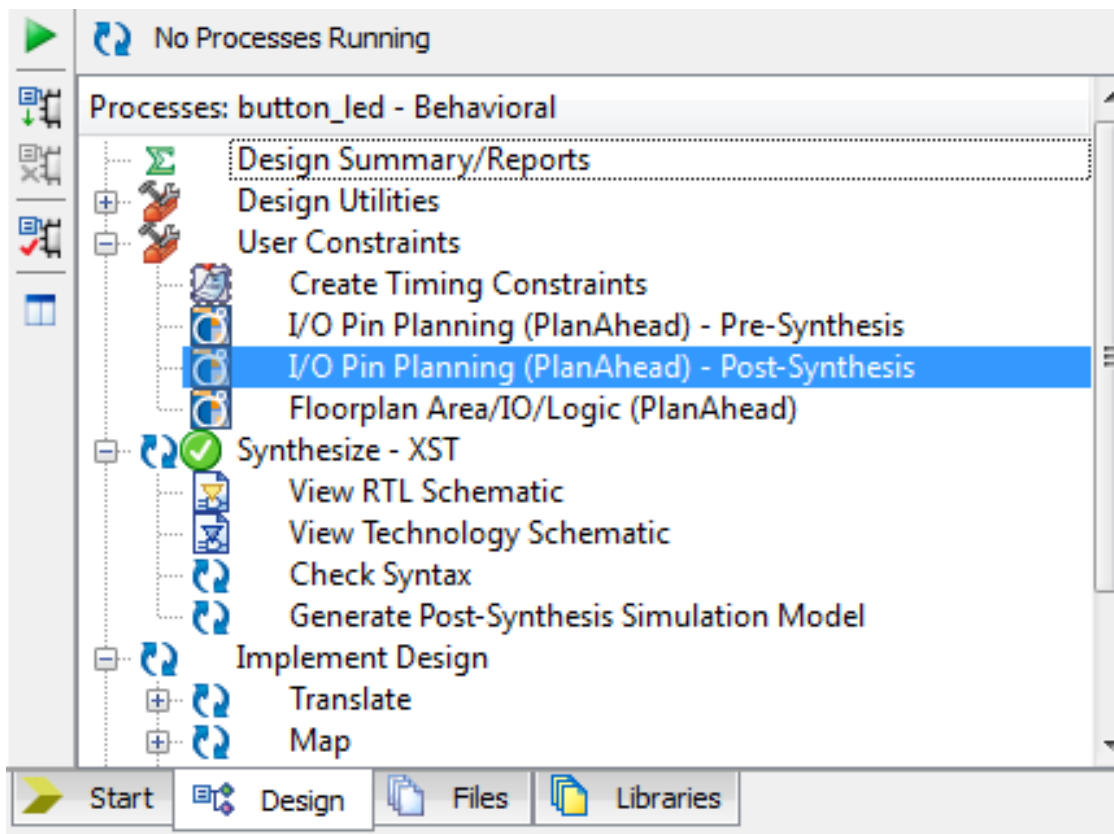 No Processes Running
Processes: button_led - Behavioral
Design Summary/Reports
Design Utilities
User Constraints
Create Timing Constraints
I/O Pin Planning (PlanAhead) - Pre-Synthesis
I/O Pin Planning (PlanAhead) - Post-Synthesis
Floorplan Area/IO/Logic (PlanAhead)
Synthesize - XST
View RTL Schematic
View Technology Schematic
Check Syntax
Generate Post-Synthesis Simulation Model
Implement Design
Translate
Map
Start Design Files Libraries